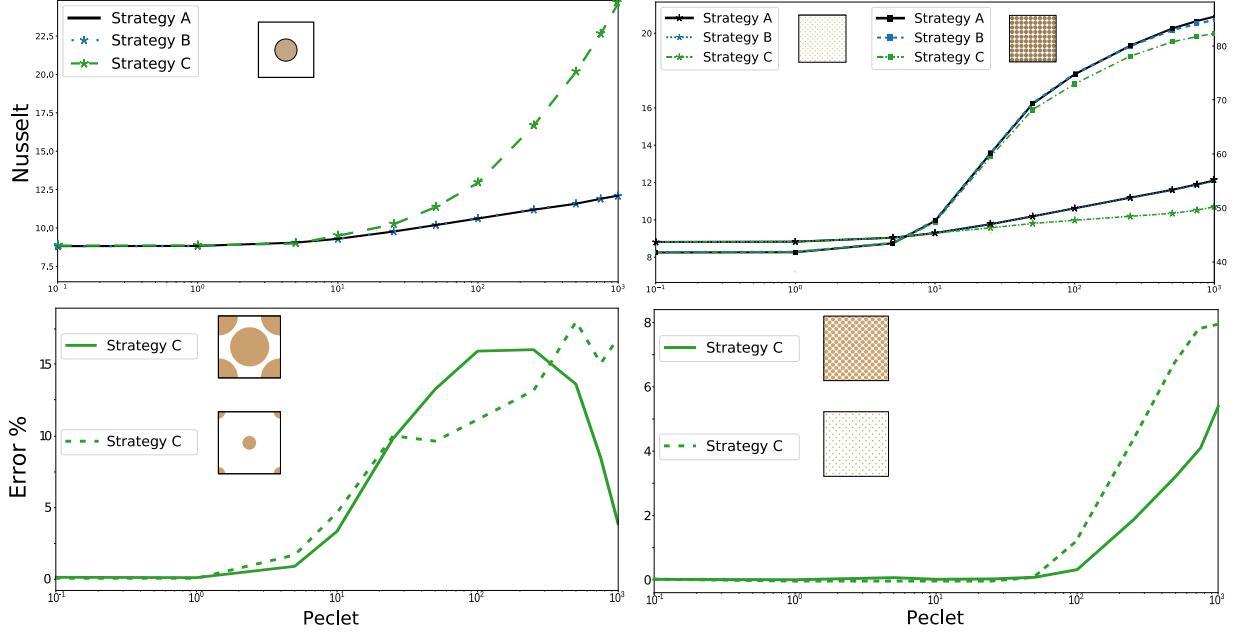 Strategy A
Strategy B
Strategy C
Nusselt
22.5
20.0
17.5
15.0
12.5
10.0
7.5
10⁻¹ 10⁰ 10¹ 10² 10³
Strategy A Strategy A
Strategy B Strategy B
Strategy C Strategy C
20
18
16
14
12
10
8
80
70
60
50
40
10⁻¹ 10⁰ 10¹ 10² 10³
Strategy C
Strategy C
Error %
15
10
5
0
10⁻¹ 10⁰ 10¹ 10² 10³
Peclet
Strategy C
Strategy C
8
6
4
2
0
10⁻¹ 10⁰ 10¹ 10² 10³
Peclet